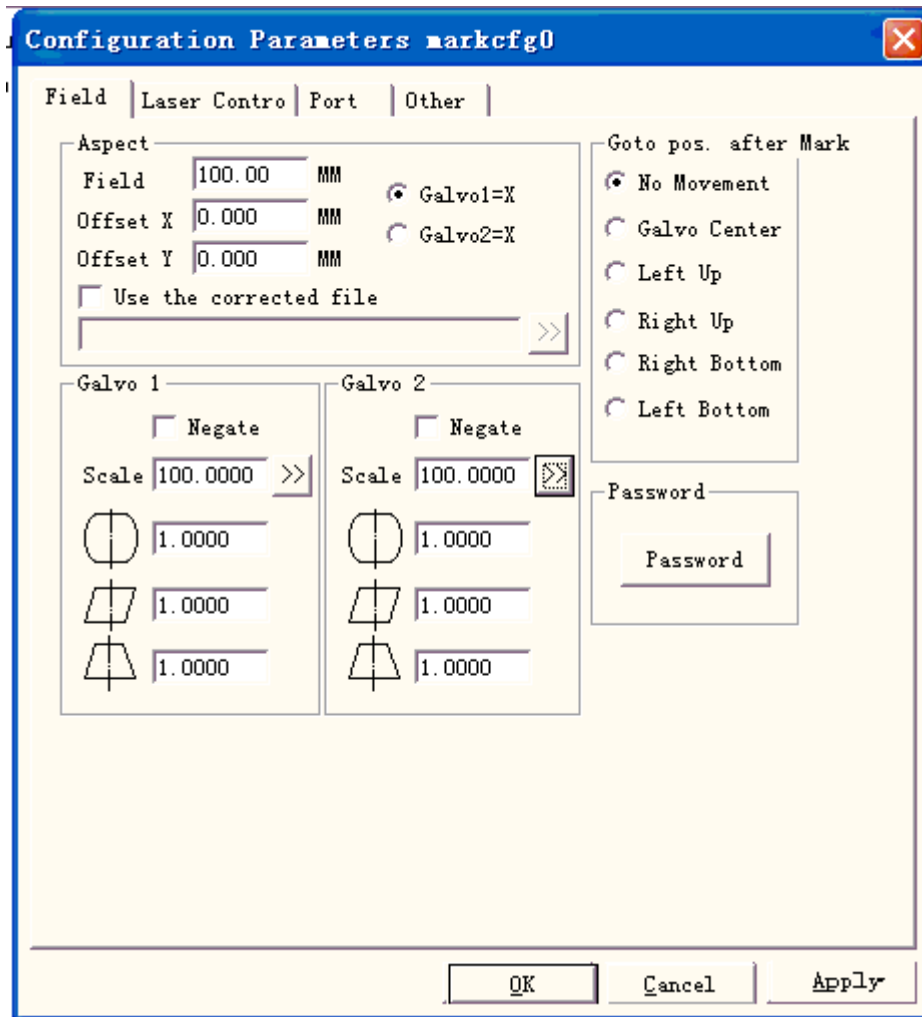 Configuration Parameters markcfg0
Field Laser Contro Port Other
Aspect
Field 100.00 MM
Offset X 0.000 MM
Offset Y 0.000 MM
Galvo1=X
Galvo2=X
Use the corrected file
>>
Goto pos. after Mark
No Movement
Galvo Center
Left Up
Right Up
Right Bottom
Left Bottom
Galvo 1
Negate
Scale 100.0000 >>
1.0000
1.0000
1.0000
Galvo 2
Negate
Scale 100.0000 >>
1.0000
1.0000
1.0000
Password
Password
OK Cancel Apply